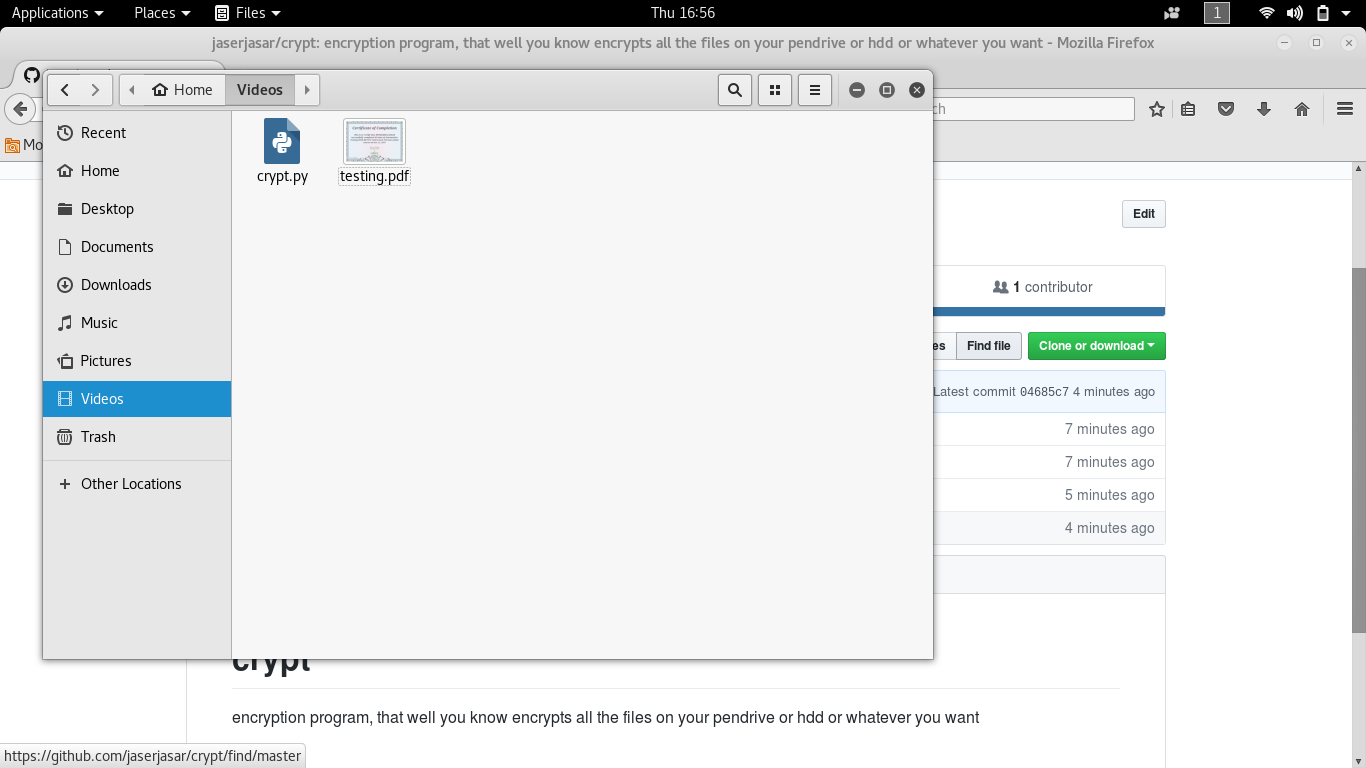 Applications Places Files Thu 16:56 1
jaserjasar/crypt: encryption program, that well you know encrypts all the files on your pendrive or hdd or whatever you want - Mozilla Firefox
Home Videos
ch
Mo
Recent
Home
Desktop
Documents
Downloads
Music
Pictures
Videos
Trash
+ Other Locations
crypt.py testing.pdf
Certificate of Completion
Edit
1 contributor
es Find file Clone or download
Latest commit 04685c7 4 minutes ago
7 minutes ago
7 minutes ago
5 minutes ago
4 minutes ago
crypt
encryption program, that well you know encrypts all the files on your pendrive or hdd or whatever you want
https://github.com/jaserjasar/crypt/find/master